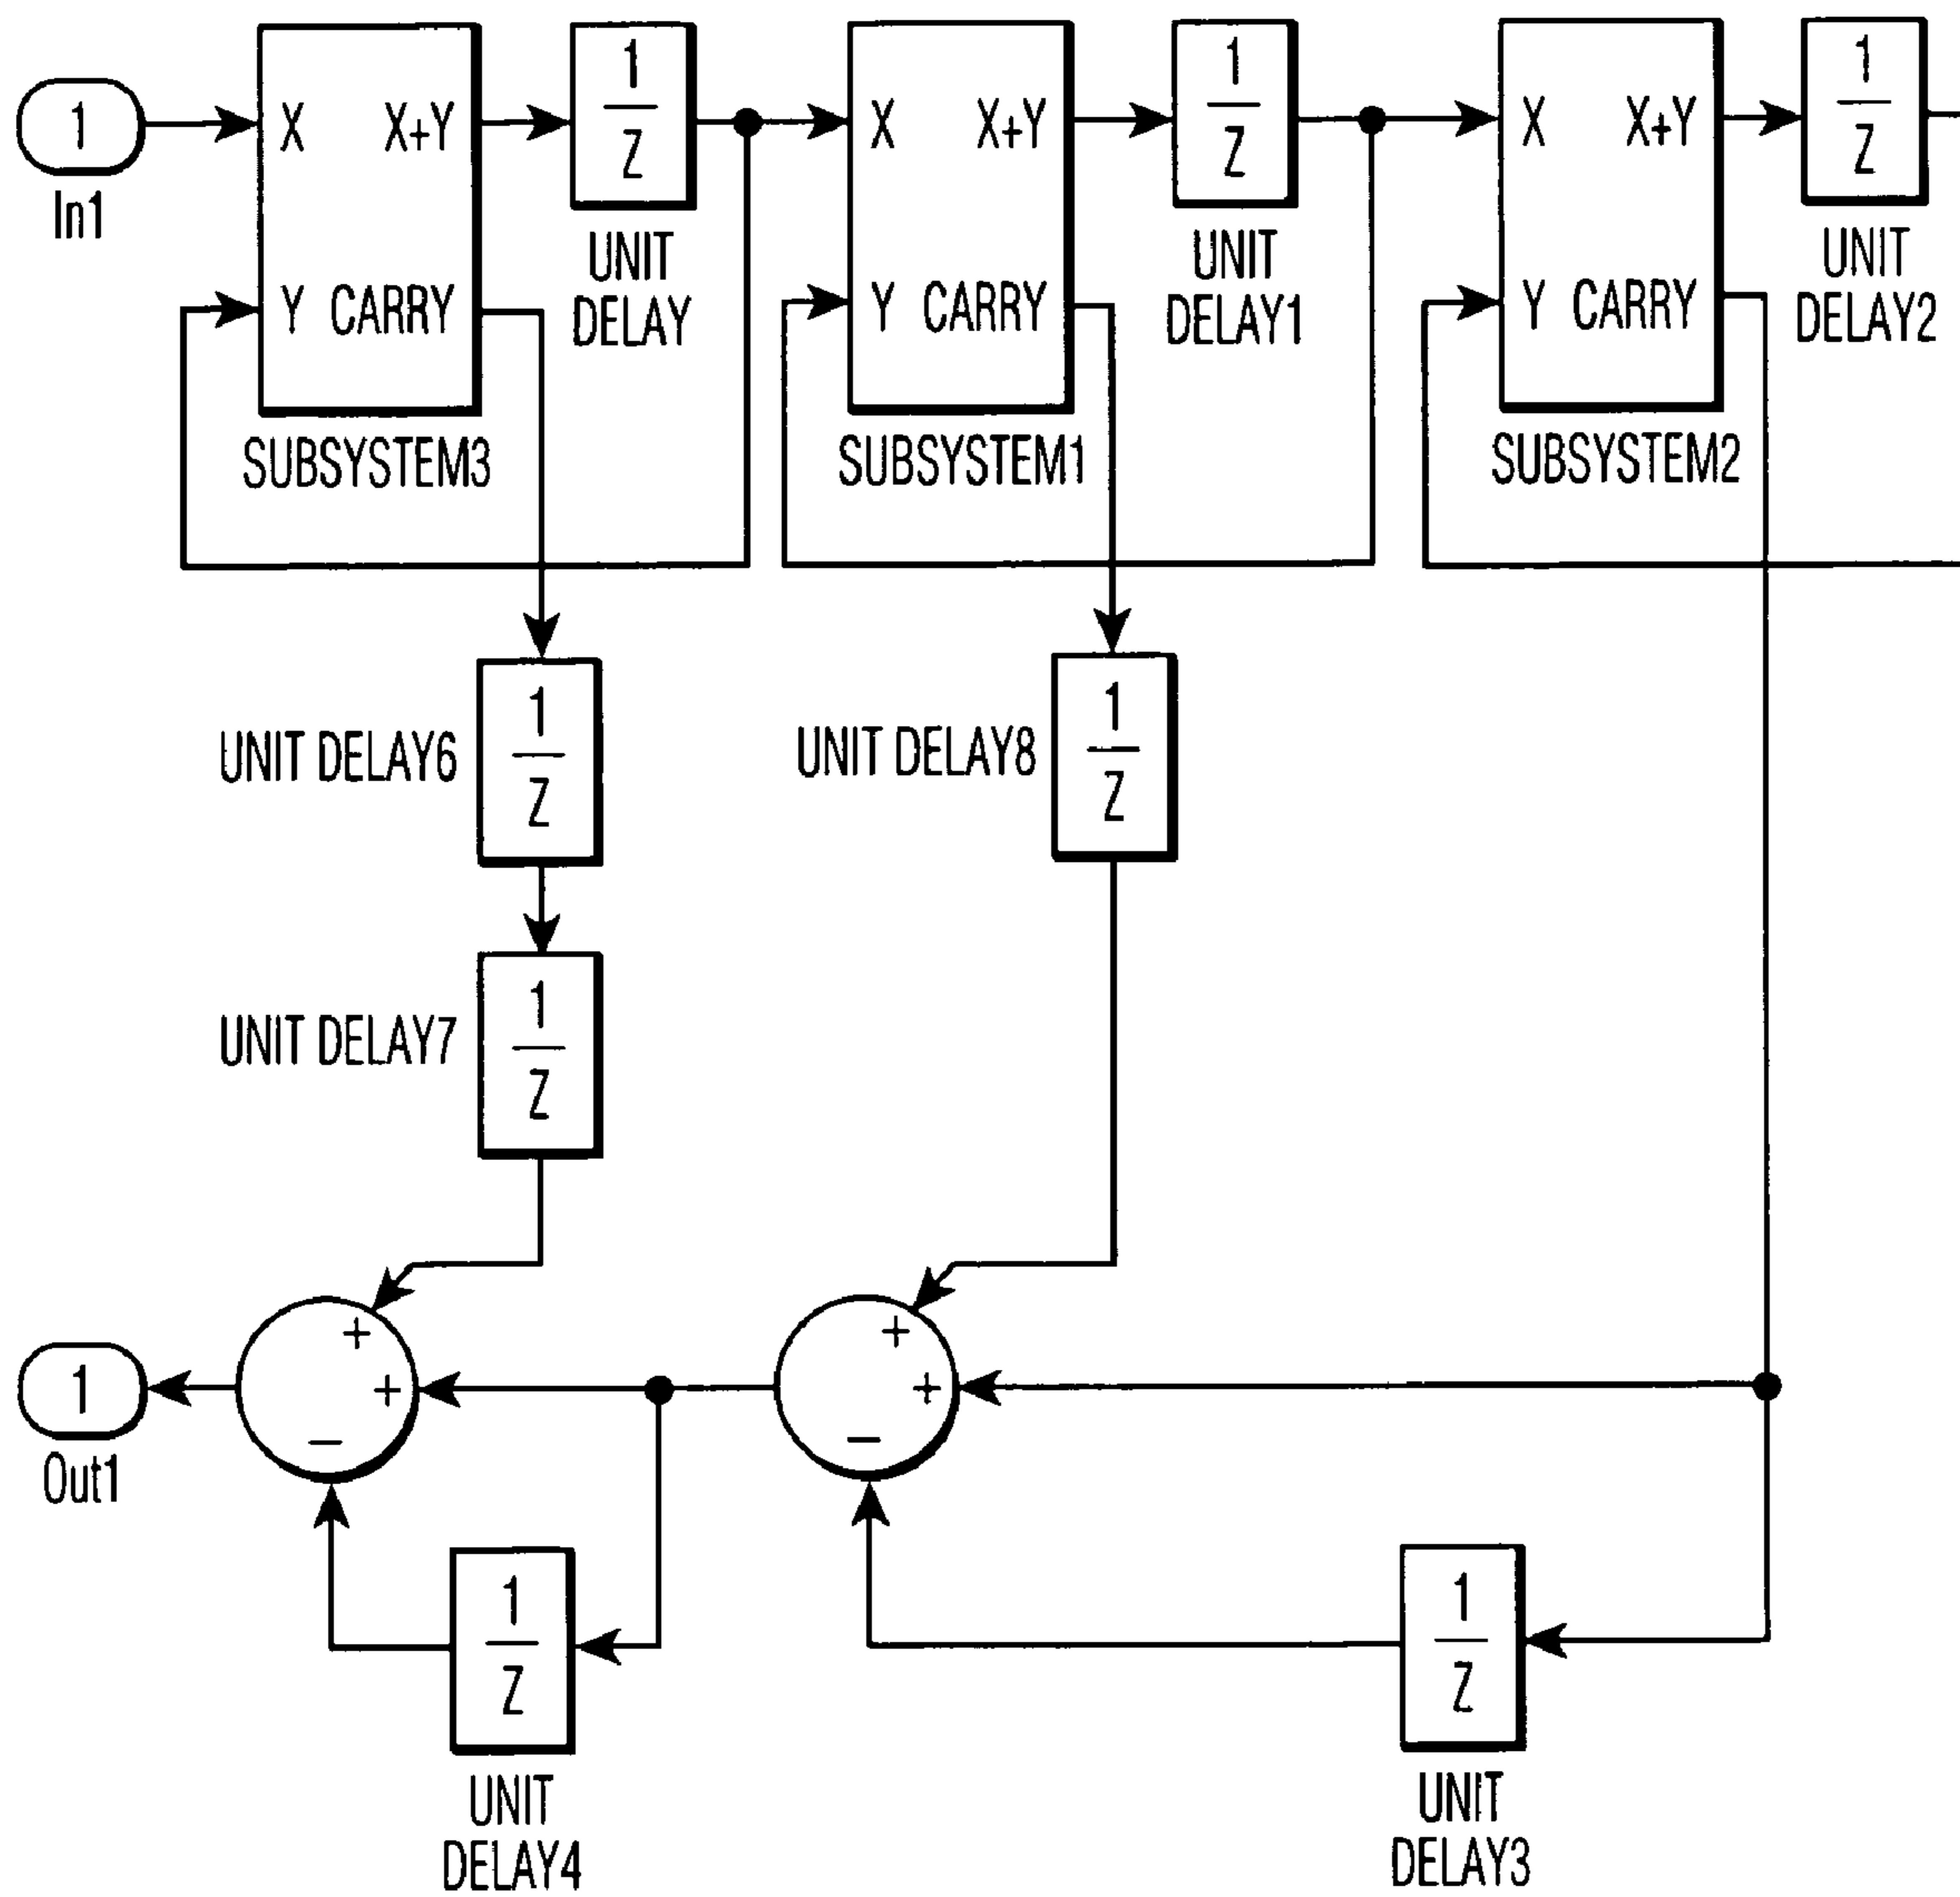 1
In1
X X+Y
Y CARRY
SUBSYSTEM3
1
Z
UNIT
DELAY
X X+Y
Y CARRY
SUBSYSTEM1
1
Z
UNIT
DELAY1
X X+Y
Y CARRY
SUBSYSTEM2
1
Z
UNIT
DELAY2
UNIT DELAY6
1
Z
UNIT DELAY8
1
Z
UNIT DELAY7
1
Z
1
Out1
+
+
−
+
+
−
1
Z
UNIT
DELAY4
1
Z
UNIT
DELAY3